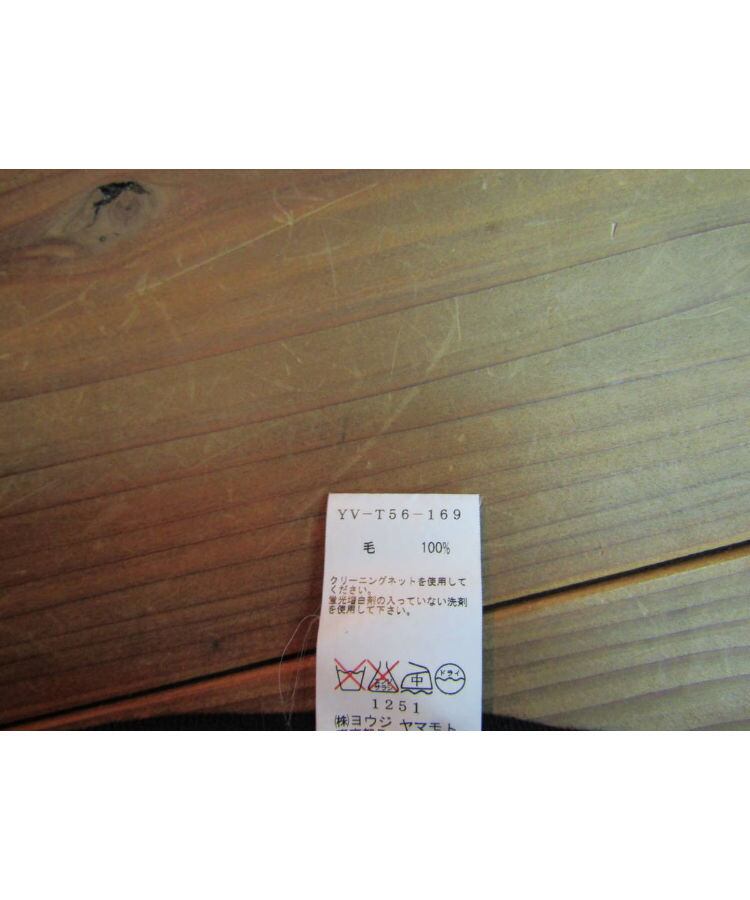 YV-T56-169
毛 100%
クリーニングネットを使用して
ください。
蛍光増白剤の入っていない洗剤
を使用して下さい。
サラシ 中 ドライ
1251
(株)ヨウジ ヤマモト